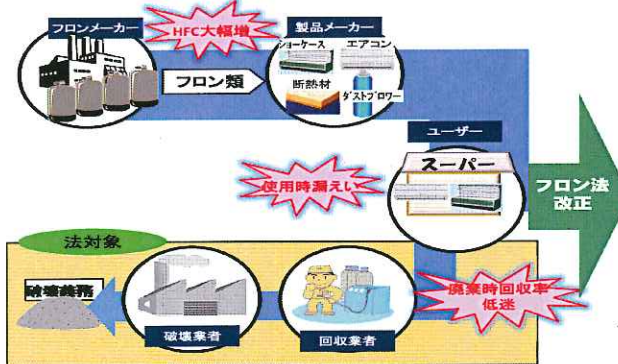 フロンメーカー
HFC大幅増
製品メーカー
ショーケース
エアコン
フロン類
断熱材
ダストブロワー
ユーザー
スーパー
使用時漏えい
フロン法
改正
法対象
破壊義務
廃棄時回収率
低迷
破壊業者
回収業者